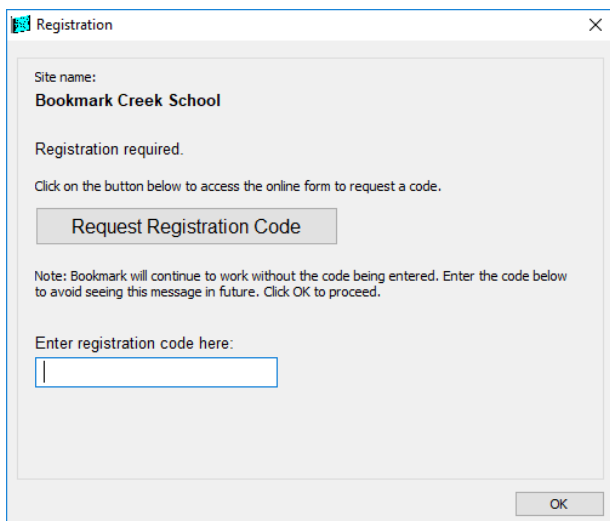 Registration
Site name:
Bookmark Creek School
Registration required.
Click on the button below to access the online form to request a code.
Request Registration Code
Note: Bookmark will continue to work without the code being entered. Enter the code below
to avoid seeing this message in future. Click OK to proceed.
Enter registration code here:
OK